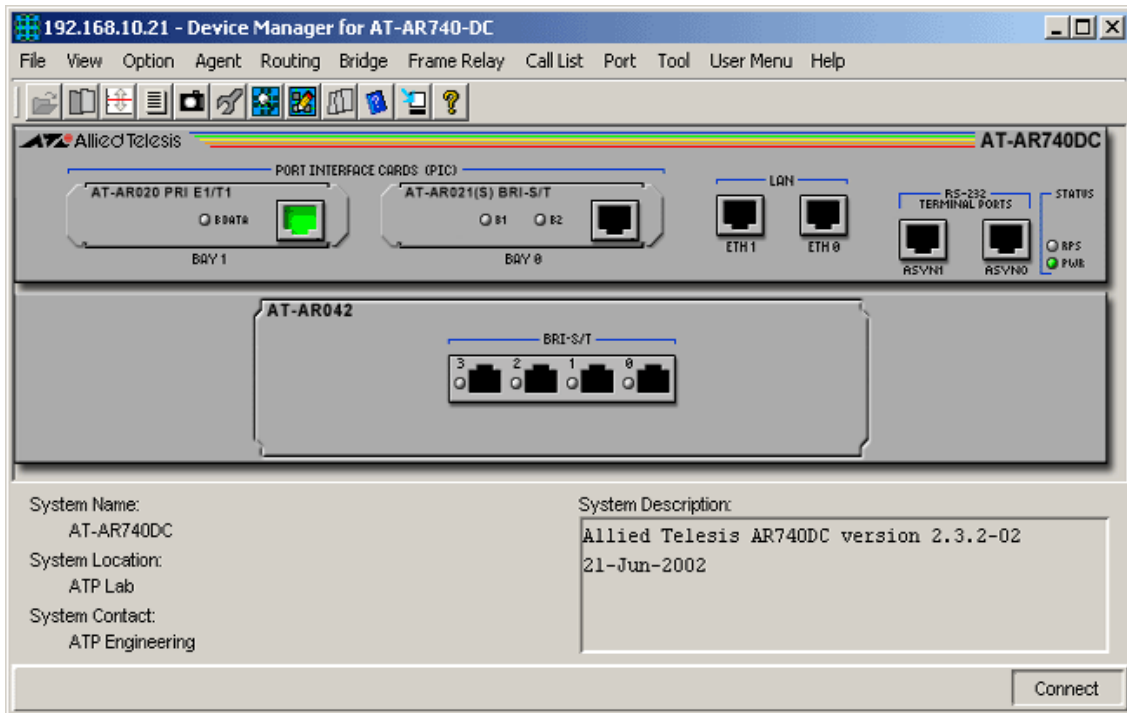 192.168.10.21 - Device Manager for AT-AR740-DC
File View Option Agent Routing Bridge Frame Relay Call List Port Tool User Menu Help
Allied Telesis
AT-AR740DC
PORT INTERFACE CARDS (PIC)
AT-AR020 PRI E1/T1
BDATA
BAY 1
AT-AR021(S) BRI-S/T
B1 B2
BAY 0
LAN
ETH 1 ETH 0
RS-232
TERMINAL PORTS
ASYN1 ASYN0
STATUS
RPS
PWR
AT-AR042
BRI-S/T
3 2 1 0
System Name:
AT-AR740DC
System Location:
ATP Lab
System Contact:
ATP Engineering
System Description:
Allied Telesis AR740DC version 2.3.2-02
21-Jun-2002
Connect